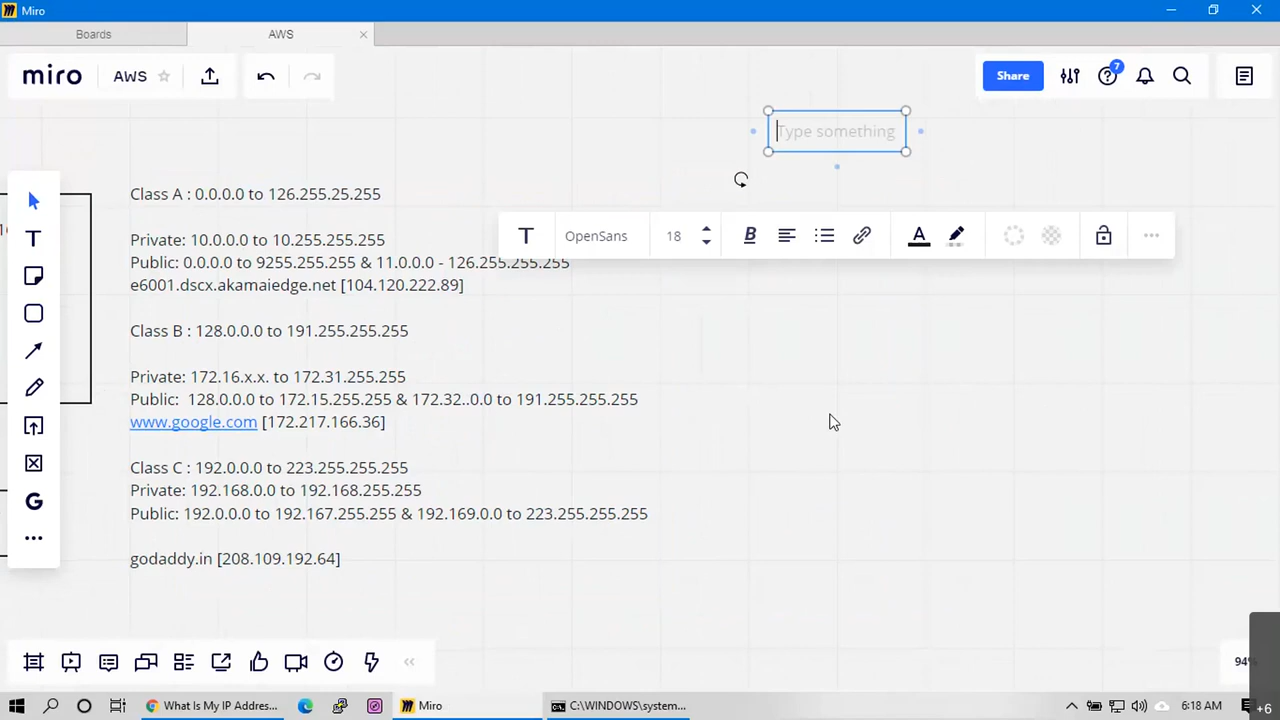 Miro
Boards
AWS
miro
AWS
Share
7
Type something
OpenSans
18
B
A
Class A : 0.0.0.0 to 126.255.25.255
Private: 10.0.0.0 to 10.255.255.255
Public: 0.0.0.0 to 9255.255.255 & 11.0.0.0 - 126.255.255.255
e6001.dscx.akamaiedge.net [104.120.222.89]
Class B : 128.0.0.0 to 191.255.255.255
Private: 172.16.x.x. to 172.31.255.255
Public:  128.0.0.0 to 172.15.255.255 & 172.32..0.0 to 191.255.255.255
www.google.com [172.217.166.36]
Class C : 192.0.0.0 to 223.255.255.255
Private: 192.168.0.0 to 192.168.255.255
Public: 192.0.0.0 to 192.167.255.255 & 192.169.0.0 to 223.255.255.255
godaddy.in [208.109.192.64]
94%
What Is My IP Addres...
Miro
C:\WINDOWS\system...
6:18 AM
+6